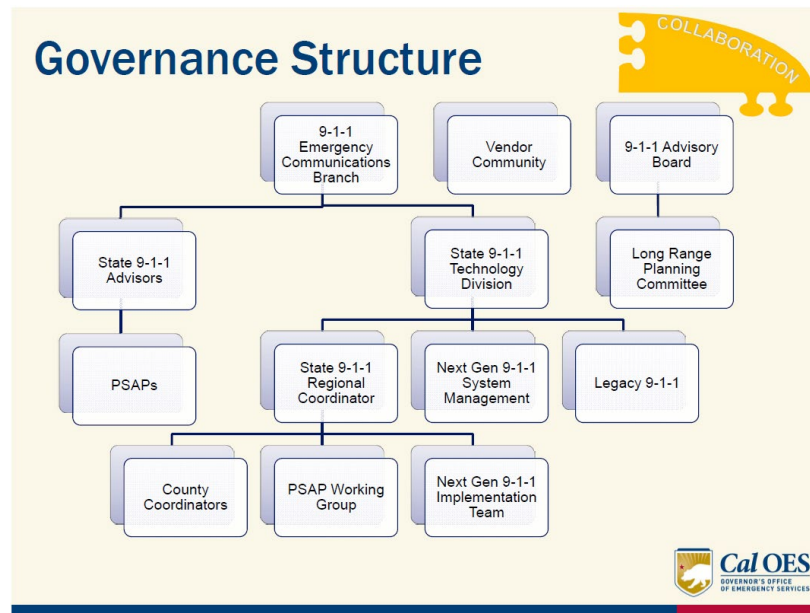 Governance Structure
COLLABORATION
9-1-1
Emergency
Communications
Branch
Vendor
Community
9-1-1 Advisory
Board
State 9-1-1
Advisors
State 9-1-1
Technology
Division
Long Range
Planning
Committee
PSAPs
State 9-1-1
Regional
Coordinator
Next Gen 9-1-1
System
Management
Legacy 9-1-1
County
Coordinators
PSAP Working
Group
Next Gen 9-1-1
Implementation
Team
Cal OES
GOVERNOR'S OFFICE
OF EMERGENCY SERVICES